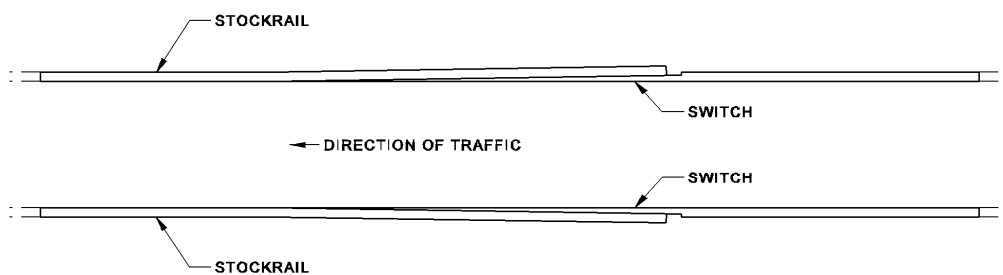 STOCKRAIL
SWITCH
DIRECTION OF TRAFFIC
SWITCH
STOCKRAIL